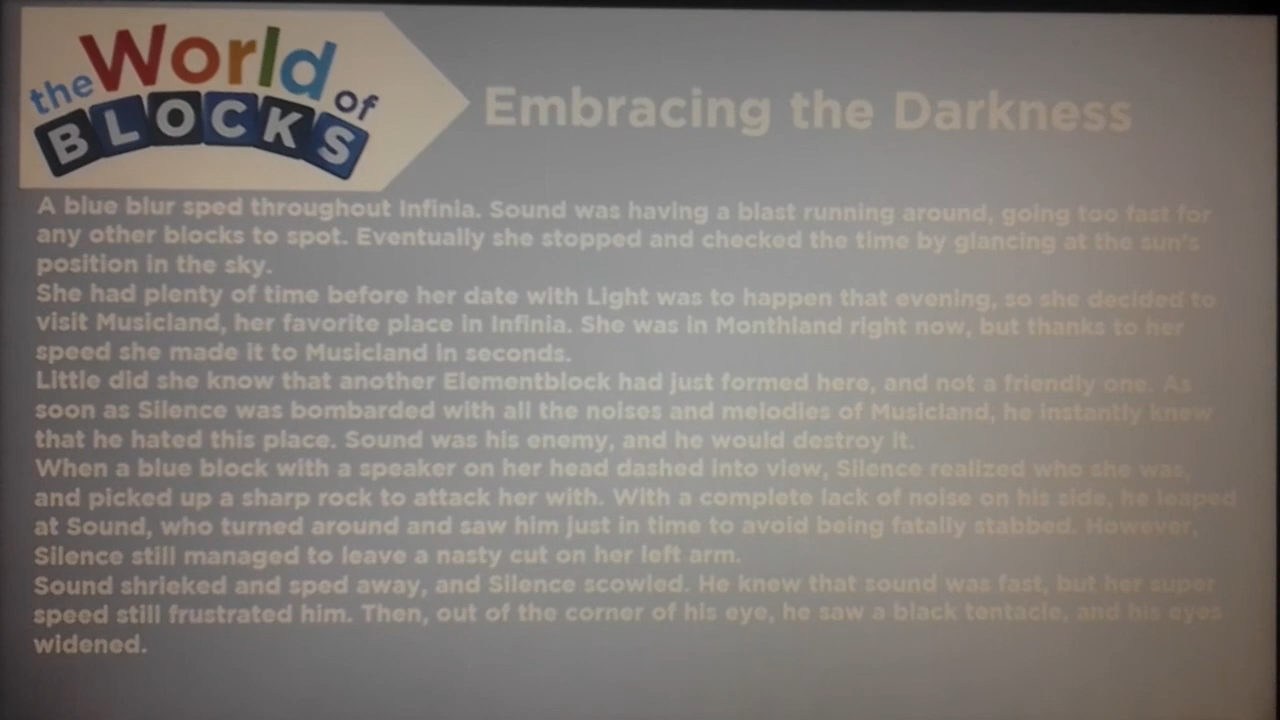 the World of
BLOCKS
Embracing the Darkness
A blue blur sped throughout Infinia. Sound was having a blast running around, going too fast for
any other blocks to spot. Eventually she stopped and checked the time by glancing at the sun's
position in the sky.
She had plenty of time before her date with Light was to happen that evening, so she decided to
visit Musicland, her favorite place in Infinia. She was in Monthland right now, but thanks to her
speed she made it to Musicland in seconds.
Little did she know that another Elementblock had just formed here, and not a friendly one. As
soon as Silence was bombarded with all the noises and melodies of Musicland, he instantly knew
that he hated this place. Sound was his enemy, and he would destroy it.
When a blue block with a speaker on her head dashed into view, Silence realized who she was,
and picked up a sharp rock to attack her with. With a complete lack of noise on his side, he leaped
at Sound, who turned around and saw him just in time to avoid being fatally stabbed. However,
Silence still managed to leave a nasty cut on her left arm.
Sound shrieked and sped away, and Silence scowled. He knew that sound was fast, but her super
speed still frustrated him. Then, out of the corner of his eye, he saw a black tentacle, and his eyes
widened.